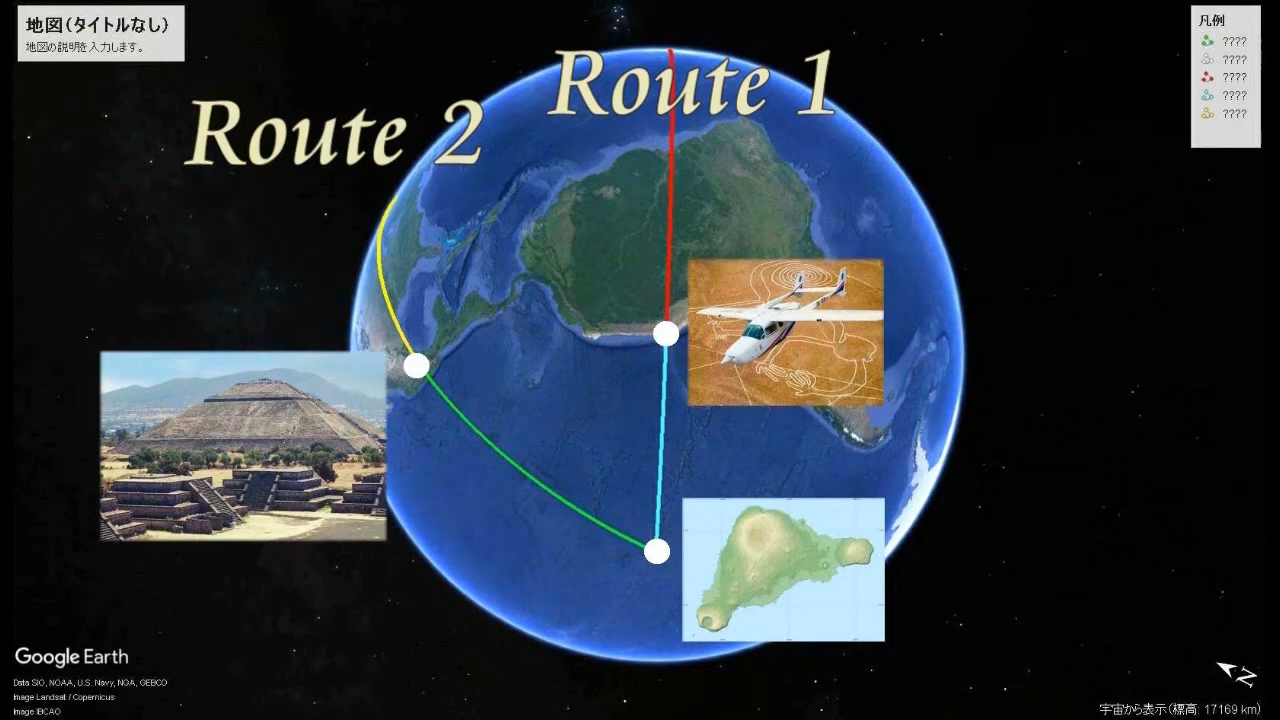 地図(タイトルなし)
地図の説明を入力します。
凡例
????
????
????
????
????
Route 1
Route 2
Google Earth
Data SIO, NOAA, U.S. Navy, NGA, GEBCO
Image Landsat / Copernicus
Image IBCAO
N
宇宙から表示(標高: 17169 km)